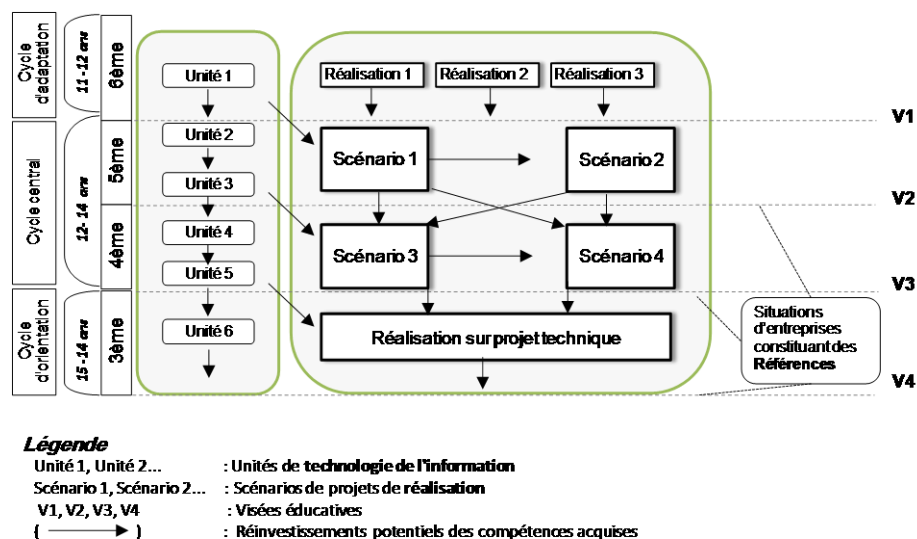 Cycle
d'adaptation
11-12 ans
6ème
Unité 1
Réalisation 1
Réalisation 2
Réalisation 3
V1
Cycle central
12-14 ans
5ème
Unité 2
Scénario 1
Scénario 2
Unité 3
V2
4ème
Unité 4
Scénario 3
Scénario 4
Unité 5
V3
Cycle
d'orientation
15-14 ans
3ème
Unité 6
Réalisation sur projet technique
Situations
d'entreprises
constituant des
Références
V4
Légende
Unité 1, Unité 2... : Unités de technologie de l'information
Scénario 1, Scénario 2... : Scénarios de projets de réalisation
V1, V2, V3, V4 : Visées éducatives
( ) : Réinvestissements potentiels des compétences acquises